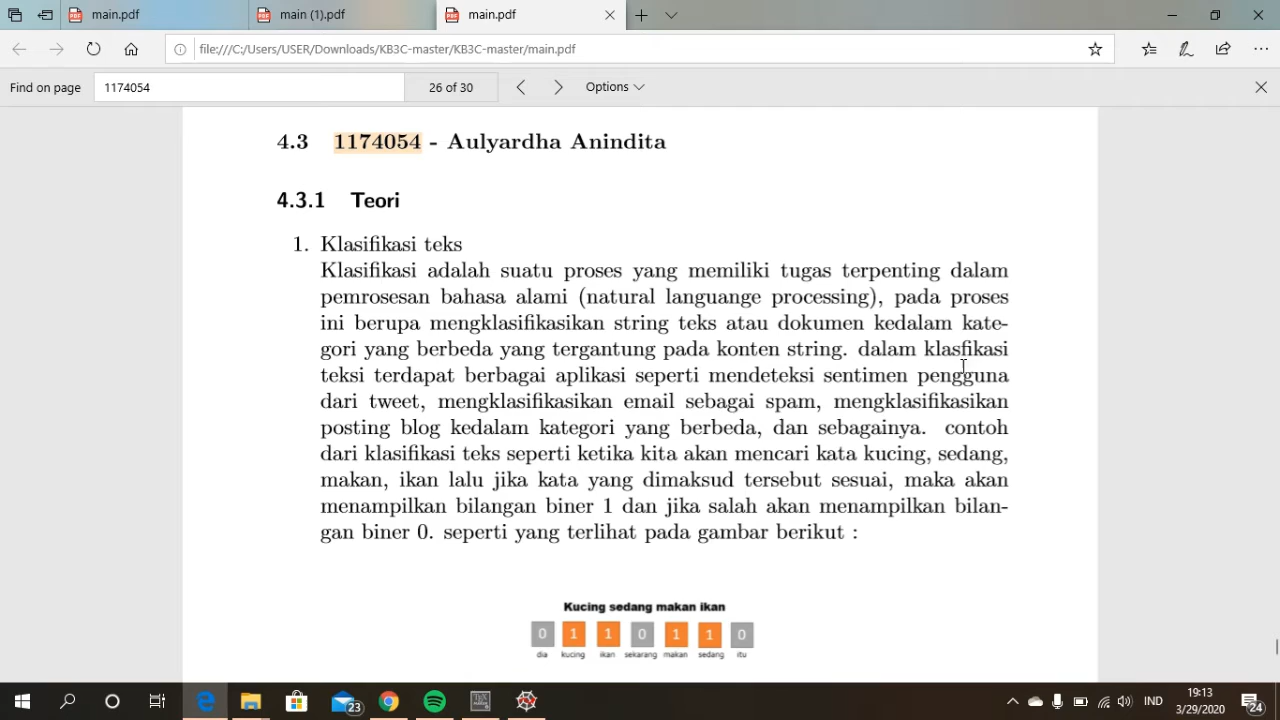 main.pdf
main (1).pdf
main.pdf
file:///C:/Users/USER/Downloads/KB3C-master/KB3C-master/main.pdf
Find on page
1174054
26 of 30
Options
4.3 1174054 - Aulyardha Anindita
4.3.1 Teori
1. Klasifikasi teks
Klasifikasi adalah suatu proses yang memiliki tugas terpenting dalam
pemrosesan bahasa alami (natural languange processing), pada proses
ini berupa mengklasifikasikan string teks atau dokumen kedalam kate-
gori yang berbeda yang tergantung pada konten string. dalam klasfikasi
teksi terdapat berbagai aplikasi seperti mendeteksi sentimen pengguna
dari tweet, mengklasifikasikan email sebagai spam, mengklasifikasikan
posting blog kedalam kategori yang berbeda, dan sebagainya. contoh
dari klasifikasi teks seperti ketika kita akan mencari kata kucing, sedang,
makan, ikan lalu jika kata yang dimaksud tersebut sesuai, maka akan
menampilkan bilangan biner 1 dan jika salah akan menampilkan bilan-
gan biner 0. seperti yang terlihat pada gambar berikut :
Kucing sedang makan ikan
0 1 1 0 1 1 0
dia kucing ikan sekarang makan sedang itu
23
IND
19:13
3/29/2020
24